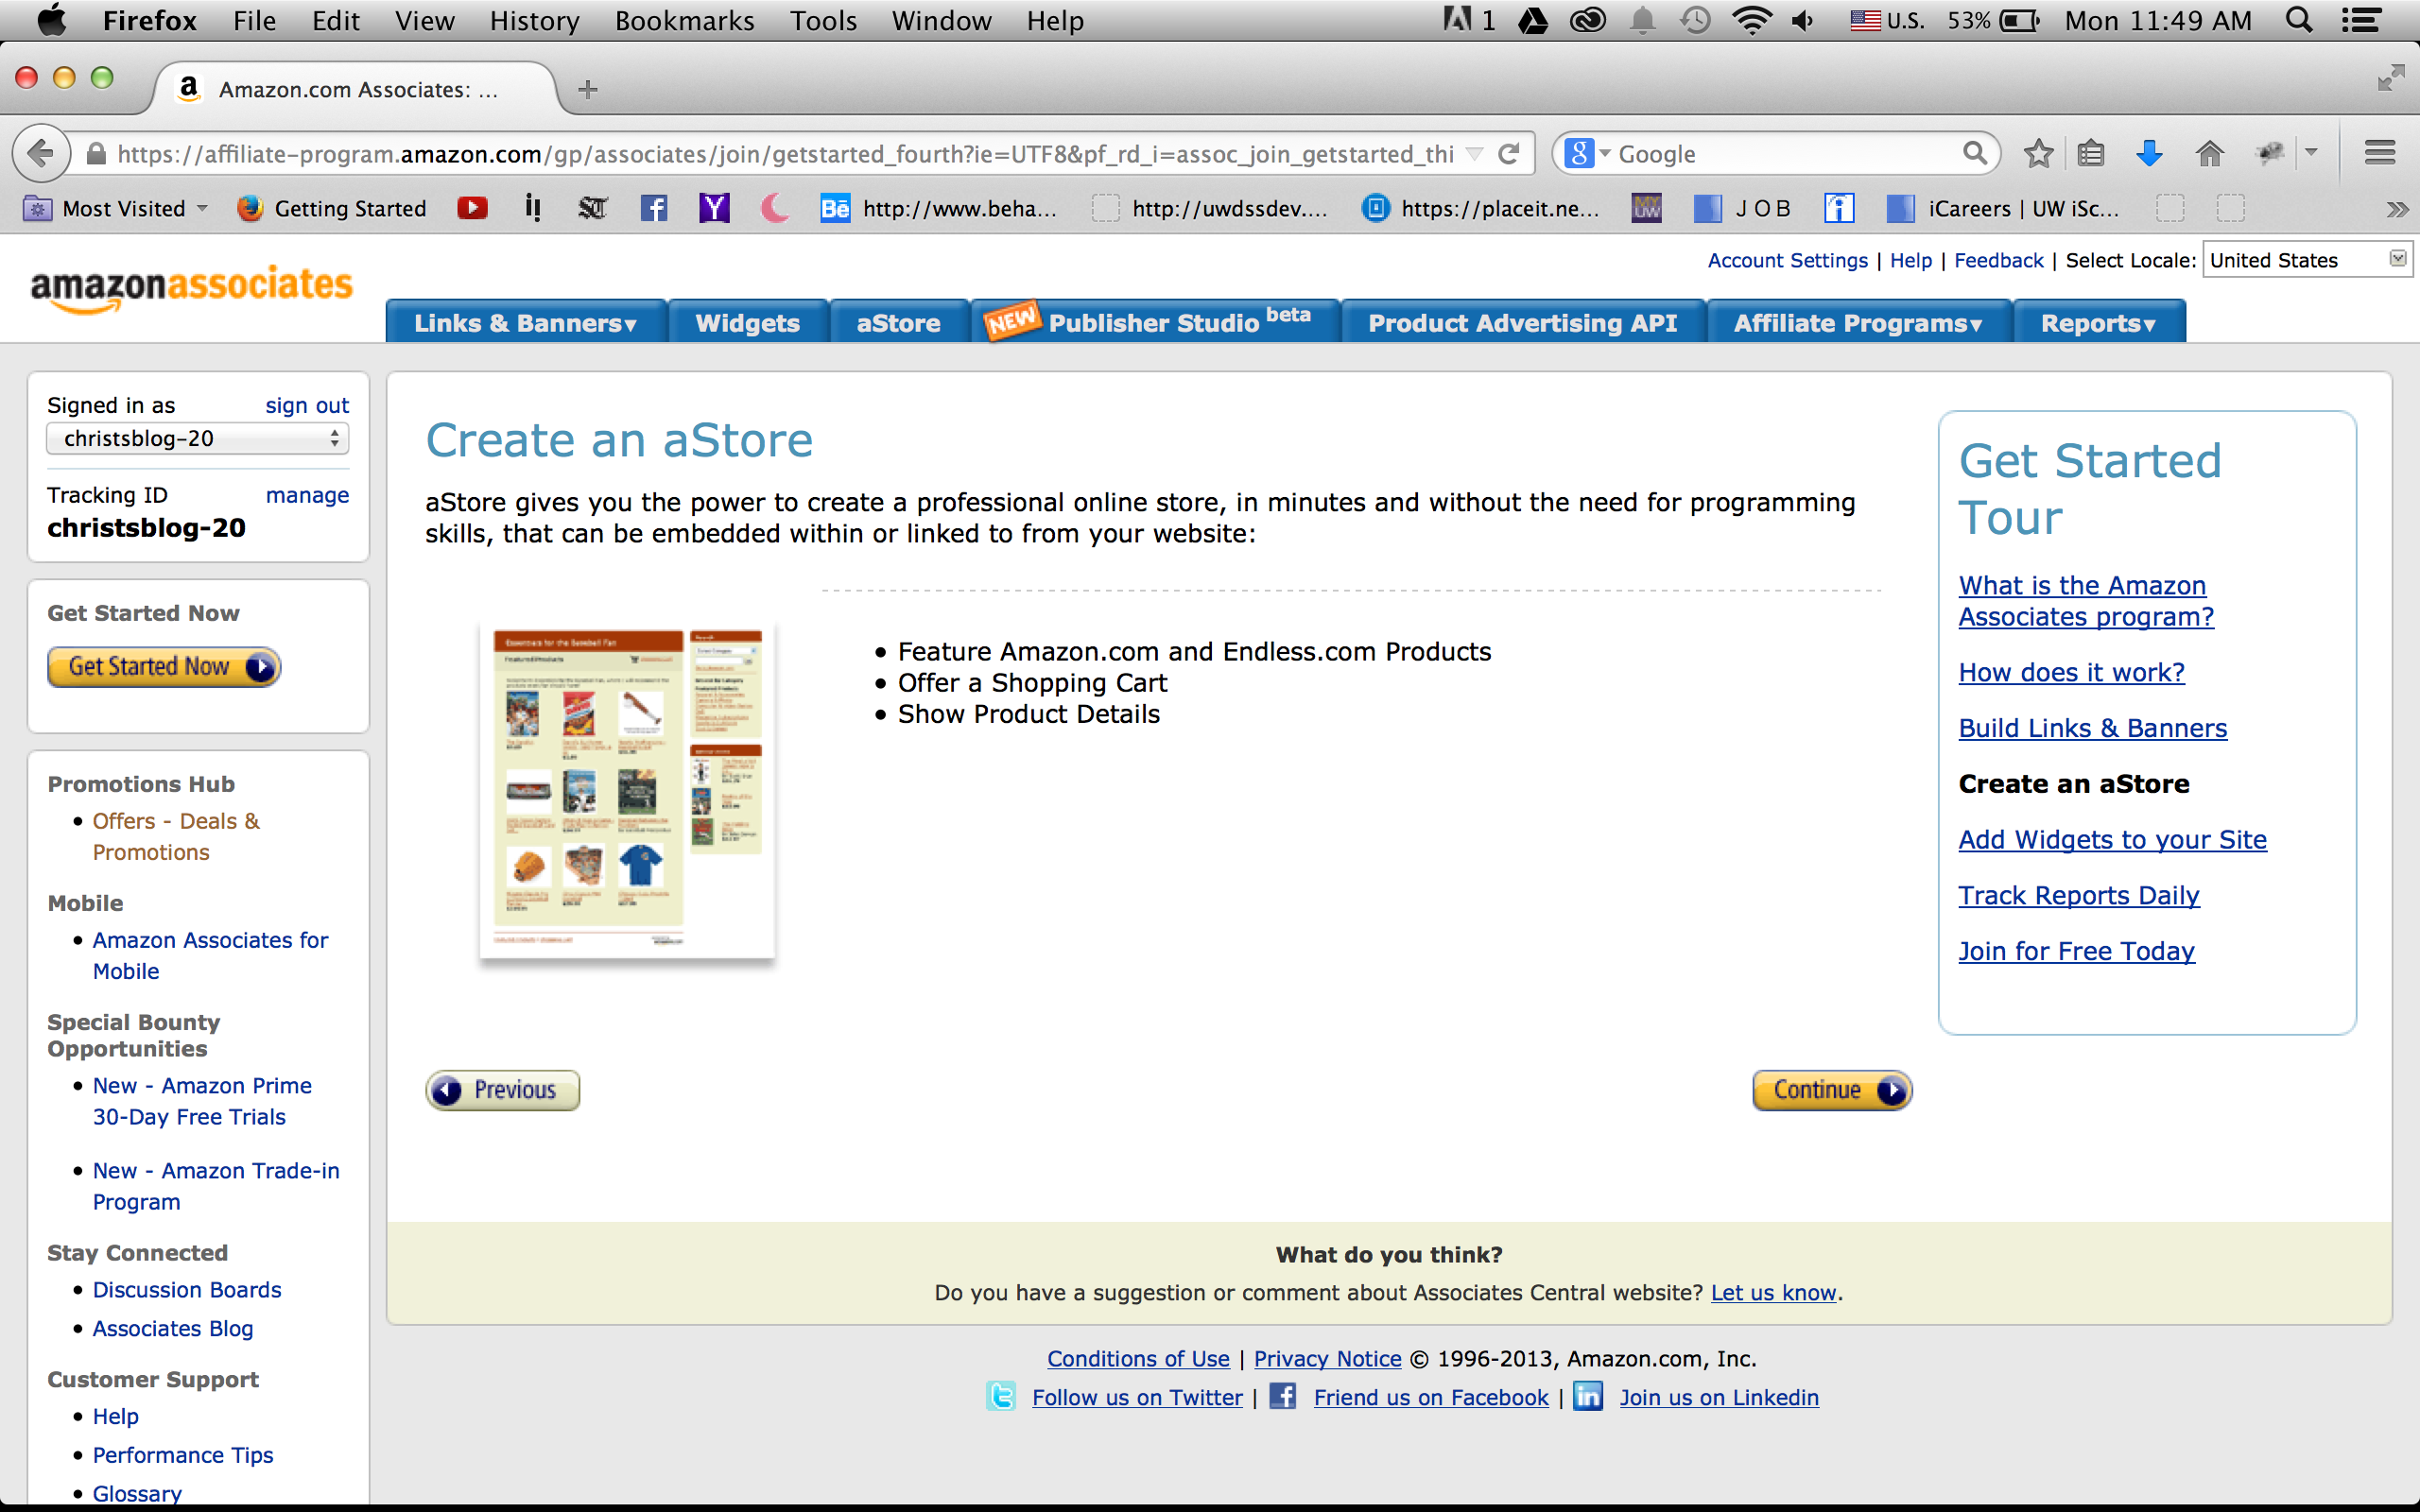 Firefox File Edit View History Bookmarks Tools Window Help 1 U.S. 53% Mon 11:49 AM
Amazon.com Associates: ...
https://affiliate-program.amazon.com/gp/associates/join/getstarted_fourth?ie=UTF8&pf_rd_i=assoc_join_getstarted_thi Google
Most Visited Getting Started http://www.beha... http://uwdssdev.... https://placeit.ne... J O B iCareers | UW iSc...
Account Settings | Help | Feedback | Select Locale: United States
amazonassociates
Links & Banners Widgets aStore NEW Publisher Studio beta Product Advertising API Affiliate Programs Reports
Signed in as sign out
christsblog-20
Tracking ID manage
christsblog-20
Get Started Now
Get Started Now
Promotions Hub
Offers - Deals &
Promotions
Mobile
Amazon Associates for
Mobile
Special Bounty
Opportunities
New - Amazon Prime
30-Day Free Trials
New - Amazon Trade-in
Program
Stay Connected
Discussion Boards
Associates Blog
Customer Support
Help
Performance Tips
Glossary
Create an aStore
aStore gives you the power to create a professional online store, in minutes and without the need for programming
skills, that can be embedded within or linked to from your website:
Essentials for the Baseball Fan
Featured Products
Feature Amazon.com and Endless.com Products
Offer a Shopping Cart
Show Product Details
Previous
Continue
Get Started
Tour
What is the Amazon
Associates program?
How does it work?
Build Links & Banners
Create an aStore
Add Widgets to your Site
Track Reports Daily
Join for Free Today
What do you think?
Do you have a suggestion or comment about Associates Central website? Let us know.
Conditions of Use | Privacy Notice © 1996-2013, Amazon.com, Inc.
Follow us on Twitter | Friend us on Facebook | Join us on Linkedin